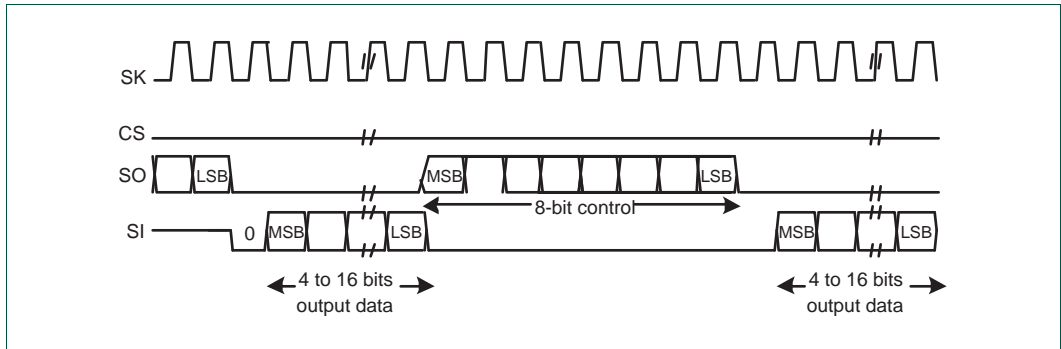 SK
CS
SO
LSB
MSB
LSB
8-bit control
SI
0
MSB
LSB
MSB
LSB
4 to 16 bits
output data
4 to 16 bits
output data